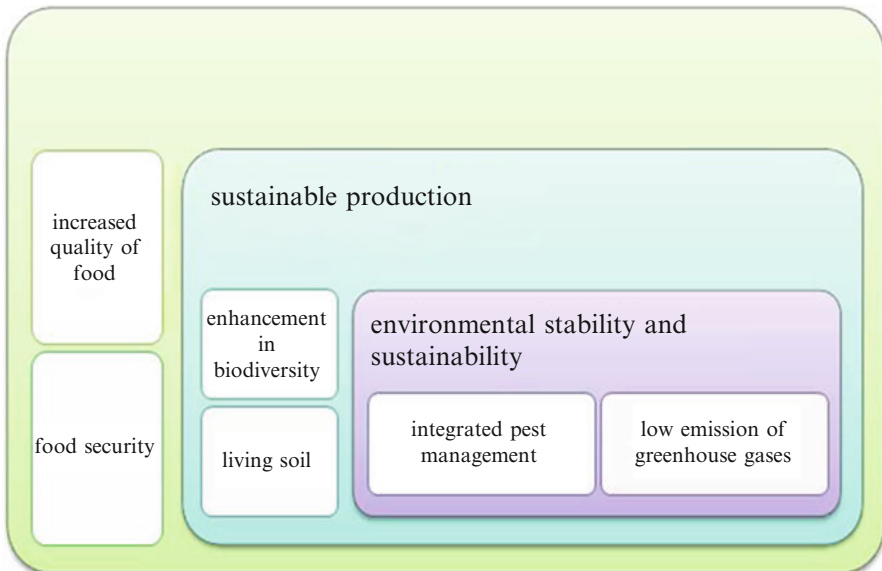 increased
quality of
food
food security
sustainable production
enhancement
in
biodiversity
living soil
environmental stability and
sustainability
integrated pest
management
low emission of
greenhouse gases